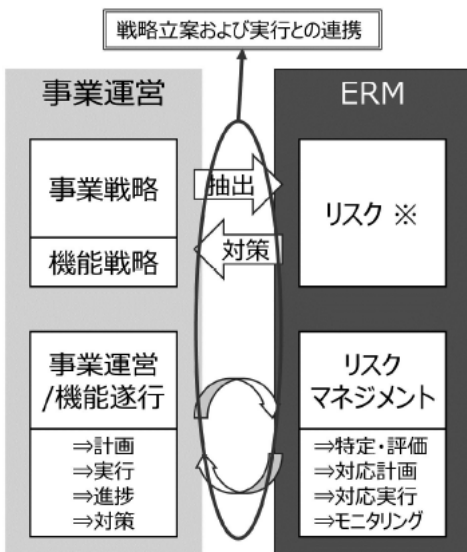 戦略立案および実行との連携
事業運営
ERM
事業戦略
機能戦略
抽出
対策
リスク ※
事業運営
/機能遂行
⇒計画
⇒実行
⇒進捗
⇒対策
リスク
マネジメント
⇒特定・評価
⇒対応計画
⇒対応実行
⇒モニタリング